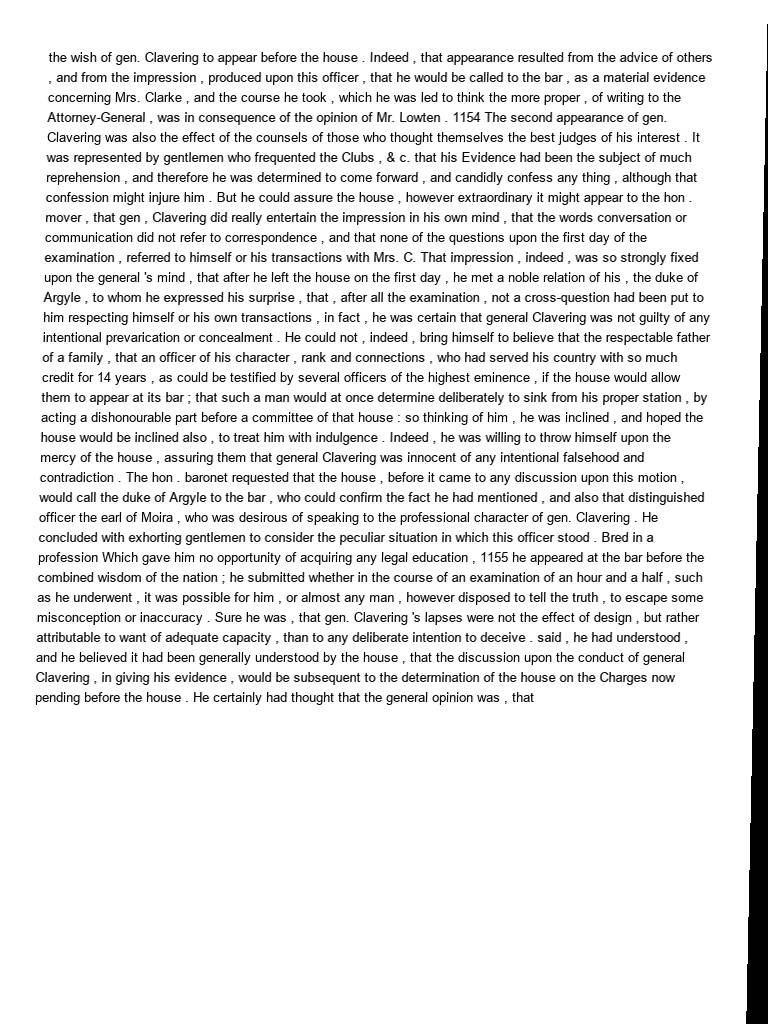 the wish of gen. Clavering to appear before the house . Indeed , that appearance resulted from the advice of others
, and from the impression , produced upon this officer , that he would be called to the bar , as a material evidence
concerning Mrs. Clarke , and the course he took , which he was led to think the more proper , of writing to the
Attorney-General , was in consequence of the opinion of Mr. Lowten . 1154 The second appearance of gen.
Clavering was also the effect of the counsels of those who thought themselves the best judges of his interest . It
was represented by gentlemen who frequented the Clubs , & c. that his Evidence had been the subject of much
reprehension , and therefore he was determined to come forward , and candidly confess any thing , although that
confession might injure him . But he could assure the house , however extraordinary it might appear to the hon .
mover , that gen , Clavering did really entertain the impression in his own mind , that the words conversation or
communication did not refer to correspondence , and that none of the questions upon the first day of the
examination , referred to himself or his transactions with Mrs. C. That impression , indeed , was so strongly fixed
upon the general 's mind , that after he left the house on the first day , he met a noble relation of his , the duke of
Argyle , to whom he expressed his surprise , that , after all the examination , not a cross-question had been put to
him respecting himself or his own transactions , in fact , he was certain that general Clavering was not guilty of any
intentional prevarication or concealment . He could not , indeed , bring himself to believe that the respectable father
of a family , that an officer of his character , rank and connections , who had served his country with so much
credit for 14 years , as could be testified by several officers of the highest eminence , if the house would allow
them to appear at its bar ; that such a man would at once determine deliberately to sink from his proper station , by
acting a dishonourable part before a committee of that house : so thinking of him , he was inclined , and hoped the
house would be inclined also , to treat him with indulgence . Indeed , he was willing to throw himself upon the
mercy of the house , assuring them that general Clavering was innocent of any intentional falsehood and
contradiction . The hon . baronet requested that the house , before it came to any discussion upon this motion ,
would call the duke of Argyle to the bar , who could confirm the fact he had mentioned , and also that distinguished
officer the earl of Moira , who was desirous of speaking to the professional character of gen. Clavering . He
concluded with exhorting gentlemen to consider the peculiar situation in which this officer stood . Bred in a
profession Which gave him no opportunity of acquiring any legal education , 1155 he appeared at the bar before the
combined wisdom of the nation ; he submitted whether in the course of an examination of an hour and a half , such
as he underwent , it was possible for him , or almost any man , however disposed to tell the truth , to escape some
misconception or inaccuracy . Sure he was , that gen. Clavering 's lapses were not the effect of design , but rather
attributable to want of adequate capacity , than to any deliberate intention to deceive . said , he had understood ,
and he believed it had been generally understood by the house , that the discussion upon the conduct of general
Clavering , in giving his evidence , would be subsequent to the determination of the house on the Charges now
pending before the house . He certainly had thought that the general opinion was , that